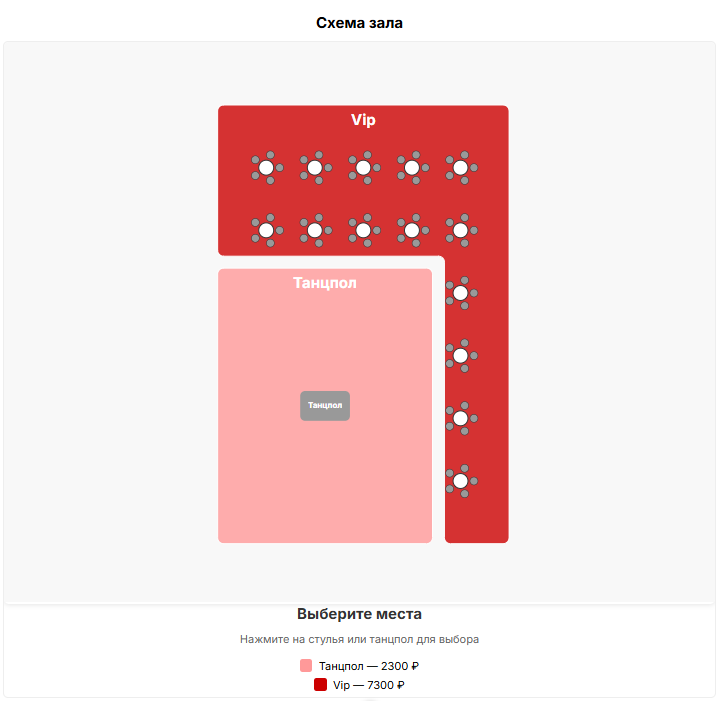 Схема зала
Vip
Танцпол
Танцпол
Выберите места
Нажмите на стулья или танцпол для выбора
Танцпол — 2300 ₽
Vip — 7300 ₽